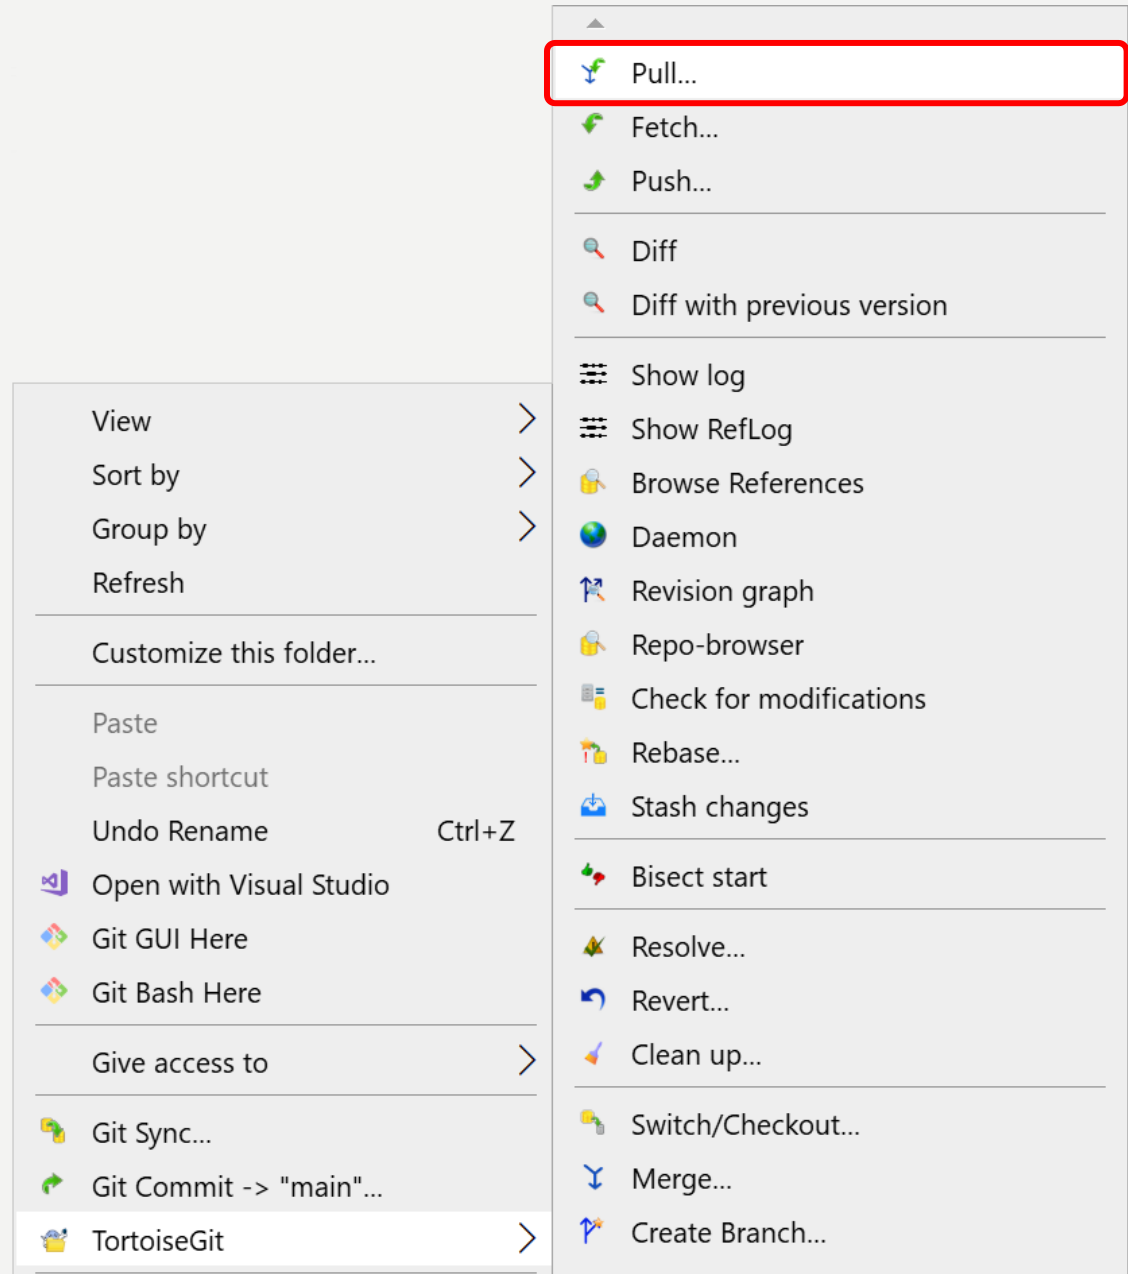 Pull...
Fetch...
Push...
Diff
Diff with previous version
Show log
Show RefLog
Browse References
Daemon
Revision graph
Repo-browser
Check for modifications
Rebase...
Stash changes
Bisect start
Resolve...
Revert...
Clean up...
Switch/Checkout...
Merge...
Create Branch...
View
Sort by
Group by
Refresh
Customize this folder...
Paste
Paste shortcut
Undo Rename Ctrl+Z
Open with Visual Studio
Git GUI Here
Git Bash Here
Give access to
Git Sync...
Git Commit -> "main"...
TortoiseGit